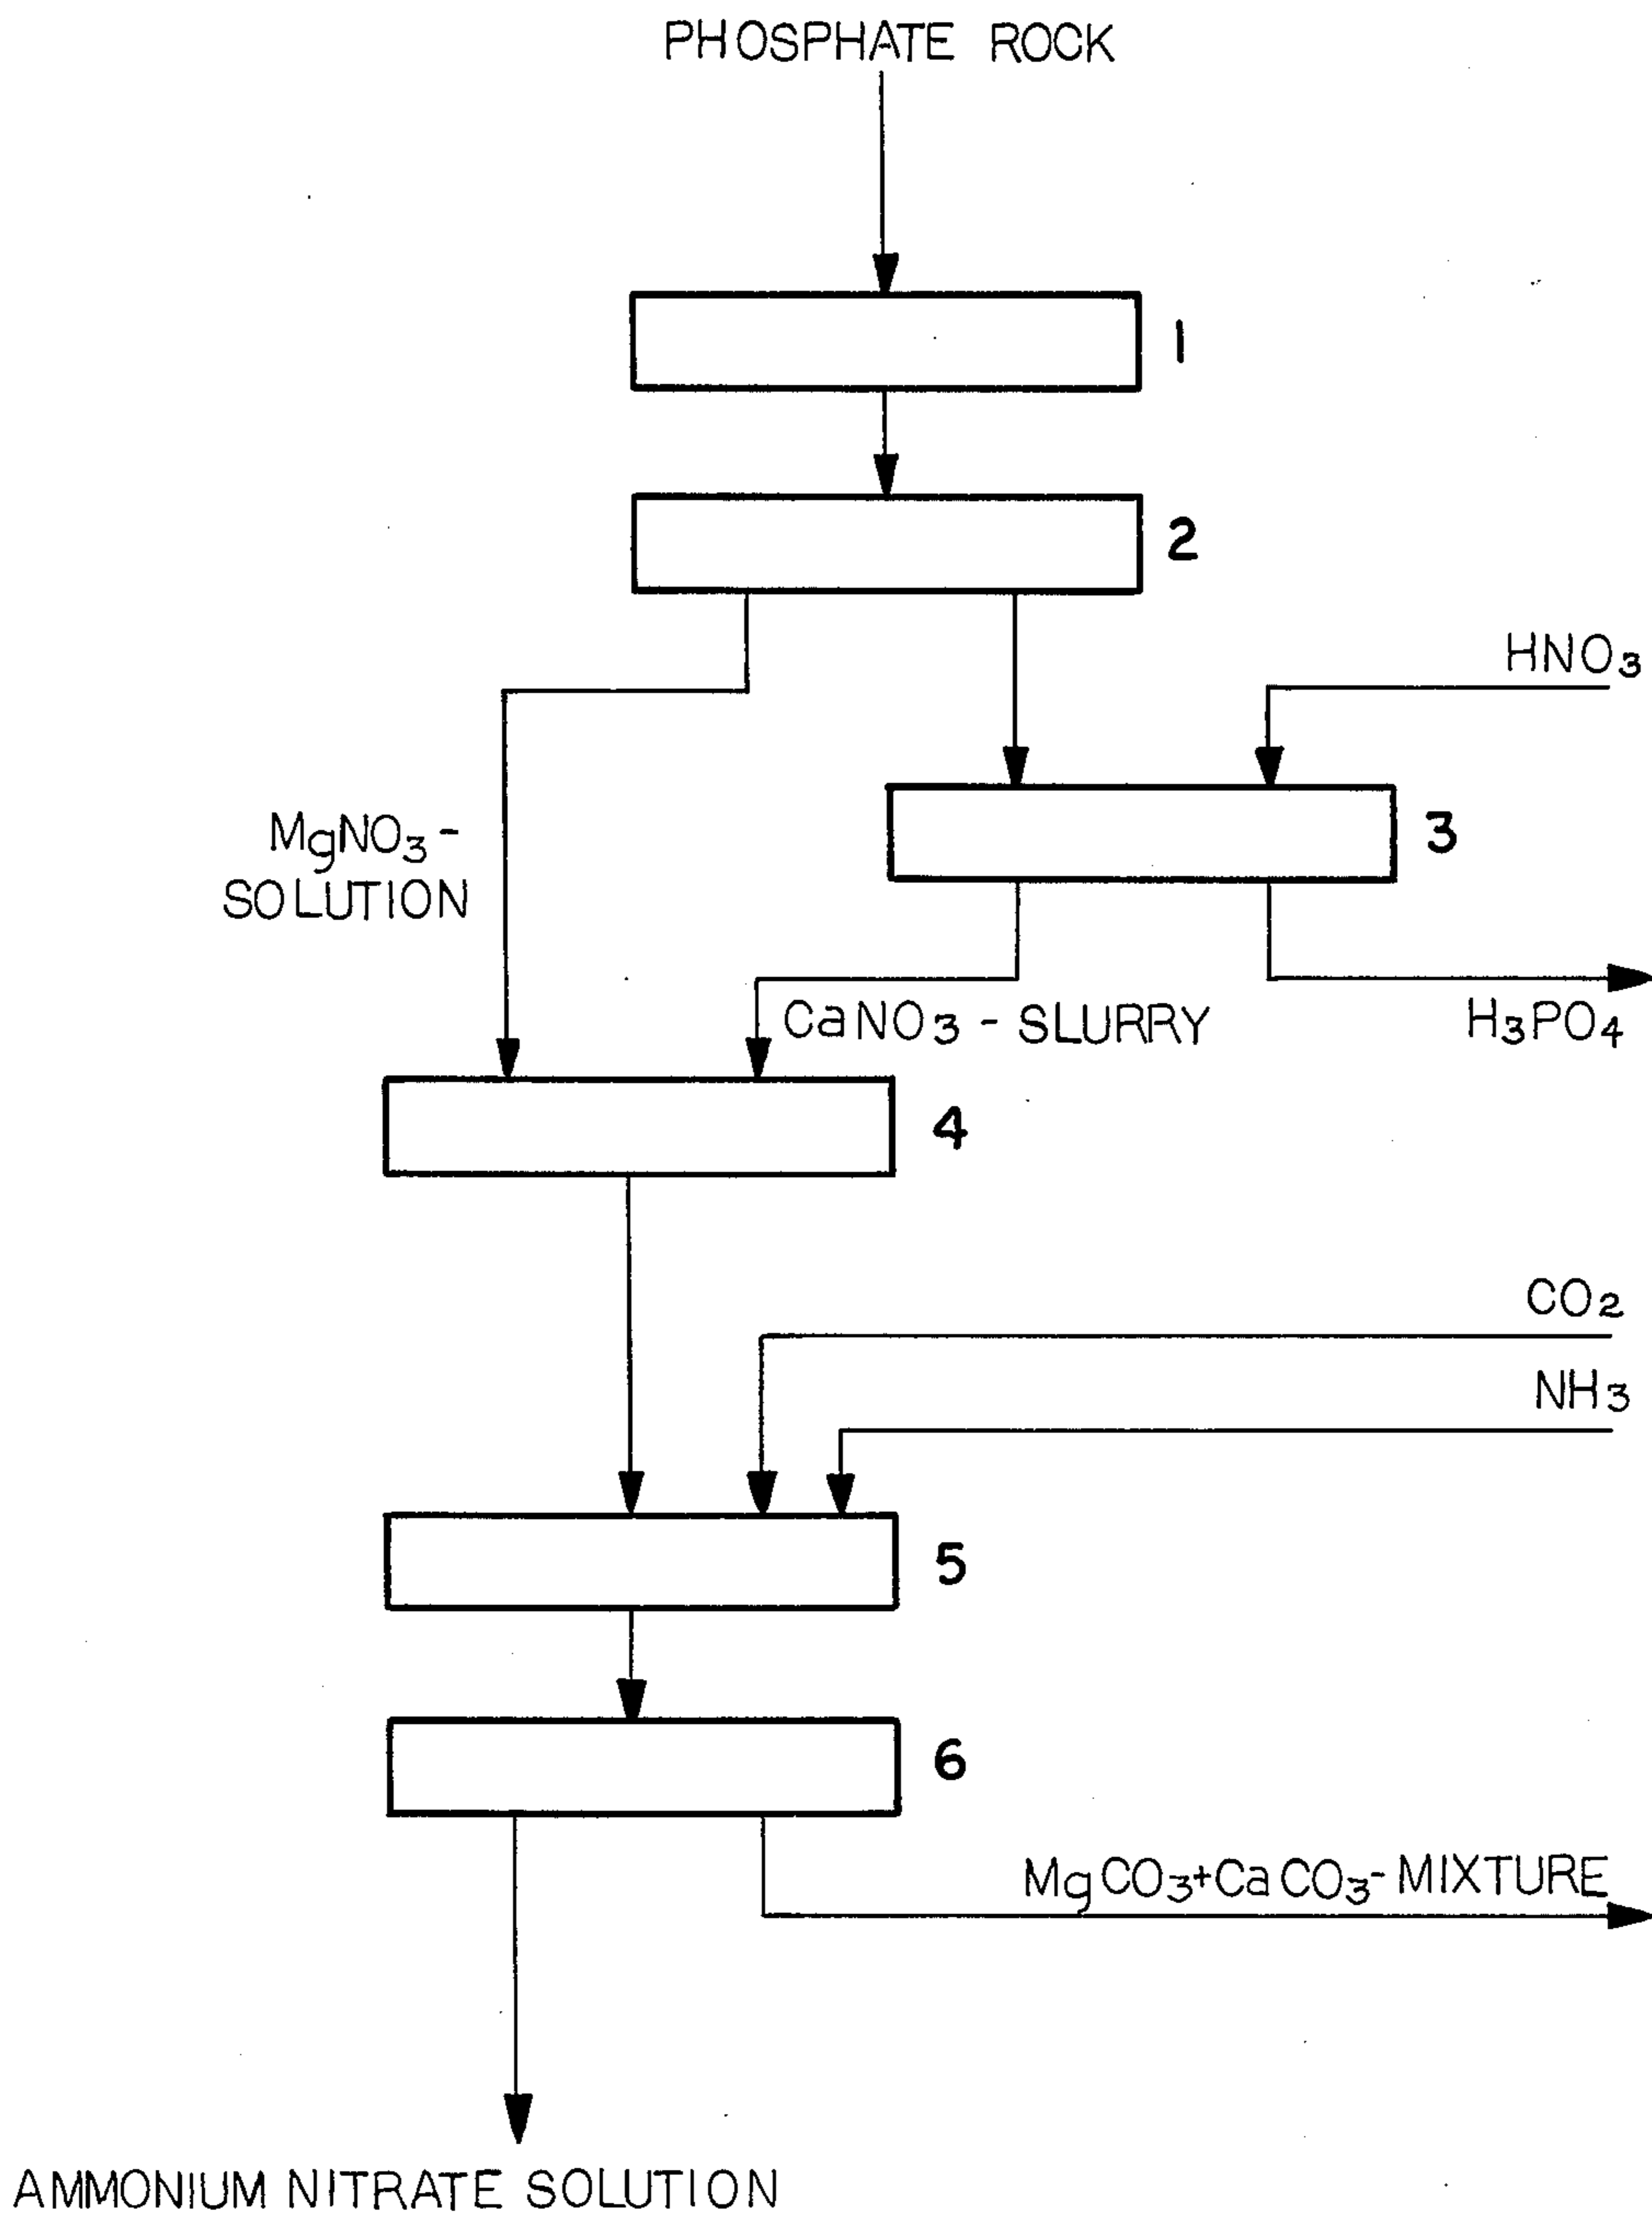 PHOSPHATE ROCK
1
2
HNO₃
3
MgNO₃-
SOLUTION
CaNO₃ - SLURRY
H₃PO₄
4
CO₂
NH₃
5
6
MgCO₃+CaCO₃-MIXTURE
AMMONIUM NITRATE SOLUTION